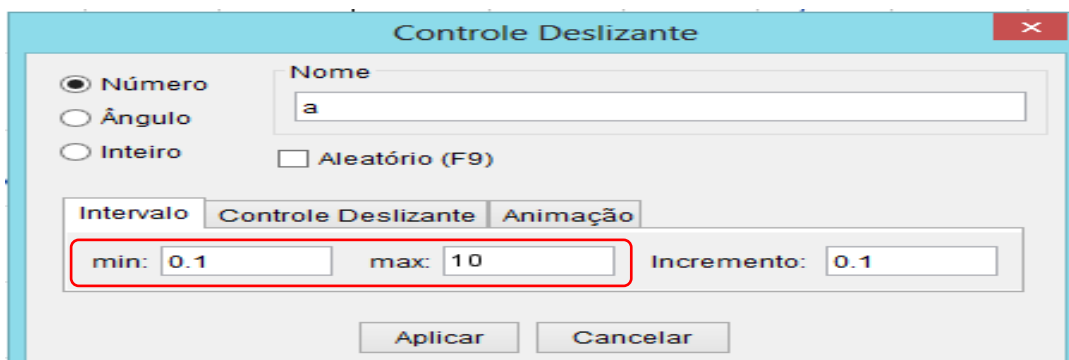 Controle Deslizante
Número
Nome
a
Ângulo
Inteiro
Aleatório (F9)
Intervalo Controle Deslizante Animação
min: 0.1 max: 10 Incremento: 0.1
Aplicar Cancelar